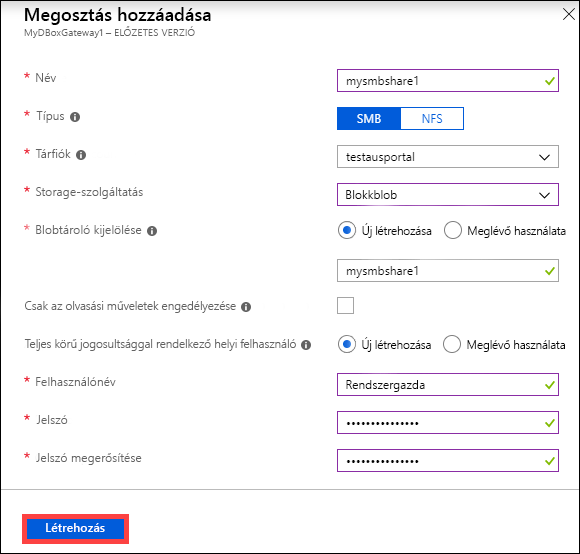 Megosztás hozzáadása
MyDBoxGateway1 – ELŐZETES VERZIÓ
* Név mysmbshare1
* Típus SMB NFS
* Tárfiók testausportal
* Storage-szolgáltatás Blokkblob
* Blobtároló kijelölése Új létrehozása Meglévő használata
mysmbshare1
Csak az olvasási műveletek engedélyezése
Teljes körű jogosultsággal rendelkező helyi felhasználó Új létrehozása Meglévő használata
* Felhasználónév Rendszergazda
* Jelszó •••••••••••••••
* Jelszó megerősítése •••••••••••••••
Létrehozás